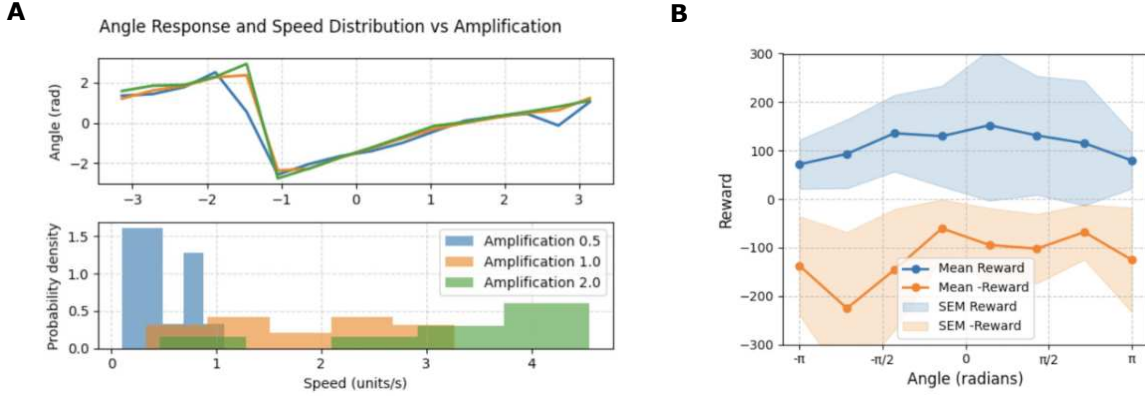 A
Angle Response and Speed Distribution vs Amplification
Angle (rad)
2
0
−2
−3 −2 −1 0 1 2 3
Probability density
1.5
1.0
0.5
0.0
Amplification 0.5
Amplification 1.0
Amplification 2.0
0 1 2 3 4
Speed (units/s)
B
Reward
300
200
100
0
−100
−200
−300
Mean Reward
Mean -Reward
SEM Reward
SEM -Reward
-π -π/2 0 π/2 π
Angle (radians)